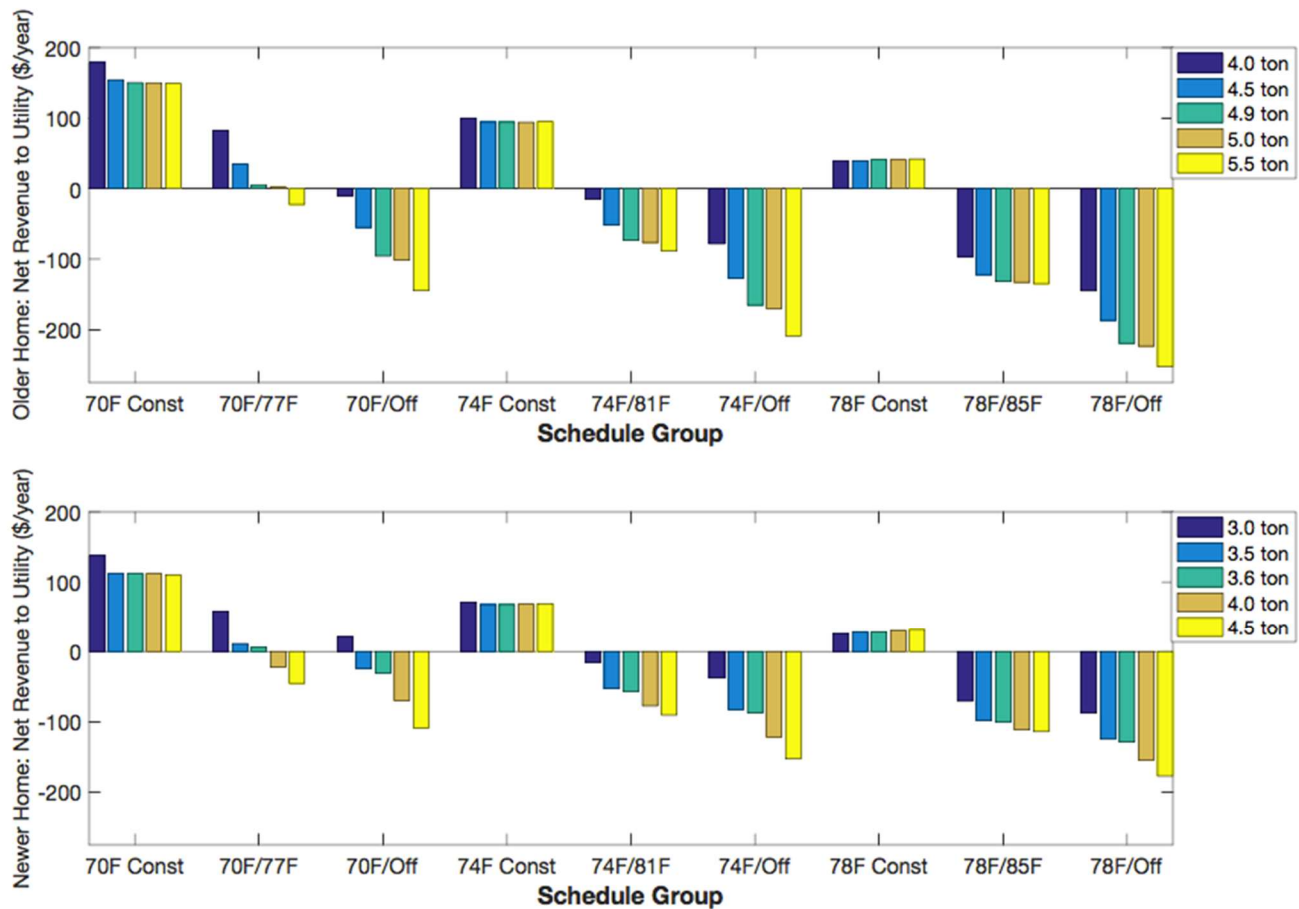 Older Home: Net Revenue to Utility ($/year)
200
100
0
-100
-200
70F Const 70F/77F 70F/Off 74F Const 74F/81F 74F/Off 78F Const 78F/85F 78F/Off
Schedule Group
4.0 ton
4.5 ton
4.9 ton
5.0 ton
5.5 ton
Newer Home: Net Revenue to Utility ($/year)
200
100
0
-100
-200
70F Const 70F/77F 70F/Off 74F Const 74F/81F 74F/Off 78F Const 78F/85F 78F/Off
Schedule Group
3.0 ton
3.5 ton
3.6 ton
4.0 ton
4.5 ton